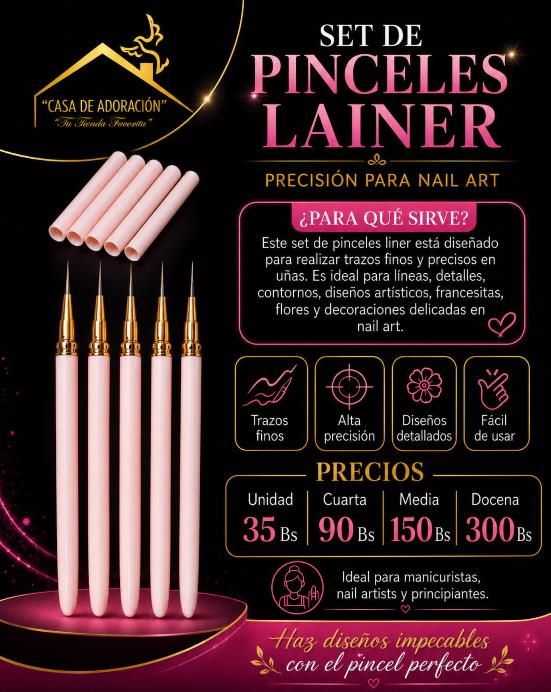 "CASA DE ADORACIÓN"
"Tu Tienda Favorita"
SET DE
PINCELES
LAINER
PRECISIÓN PARA NAIL ART
¿PARA QUÉ SIRVE?
Este set de pinceles liner está diseñado
para realizar trazos finos y precisos en
uñas. Es ideal para líneas, detalles,
contornos, diseños artísticos, francesitas,
flores y decoraciones delicadas en
nail art.
Trazos
finos
Alta
precisión
Diseños
detallados
Fácil
de usar
PRECIOS
Unidad
35 Bs
Cuarta
90 Bs
Media
150 Bs
Docena
300 Bs
Ideal para manicuristas,
nail artists y principiantes.
Haz diseños impecables
con el pincel perfecto